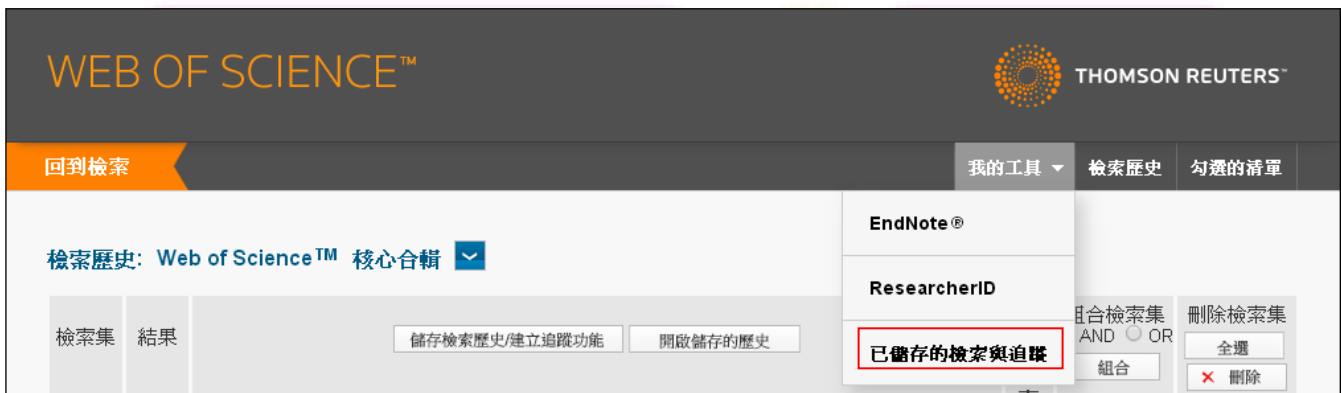 WEB OF SCIENCE™
THOMSON REUTERS™
回到檢索
我的工具
檢索歷史
勾選的清單
EndNote®
ResearcherID
已儲存的檢索與追蹤
檢索歷史: Web of Science™ 核心合輯
檢索集
結果
儲存檢索歷史/建立追蹤功能
開啟儲存的歷史
合檢索集
AND OR
組合
刪除檢索集
全選
刪除